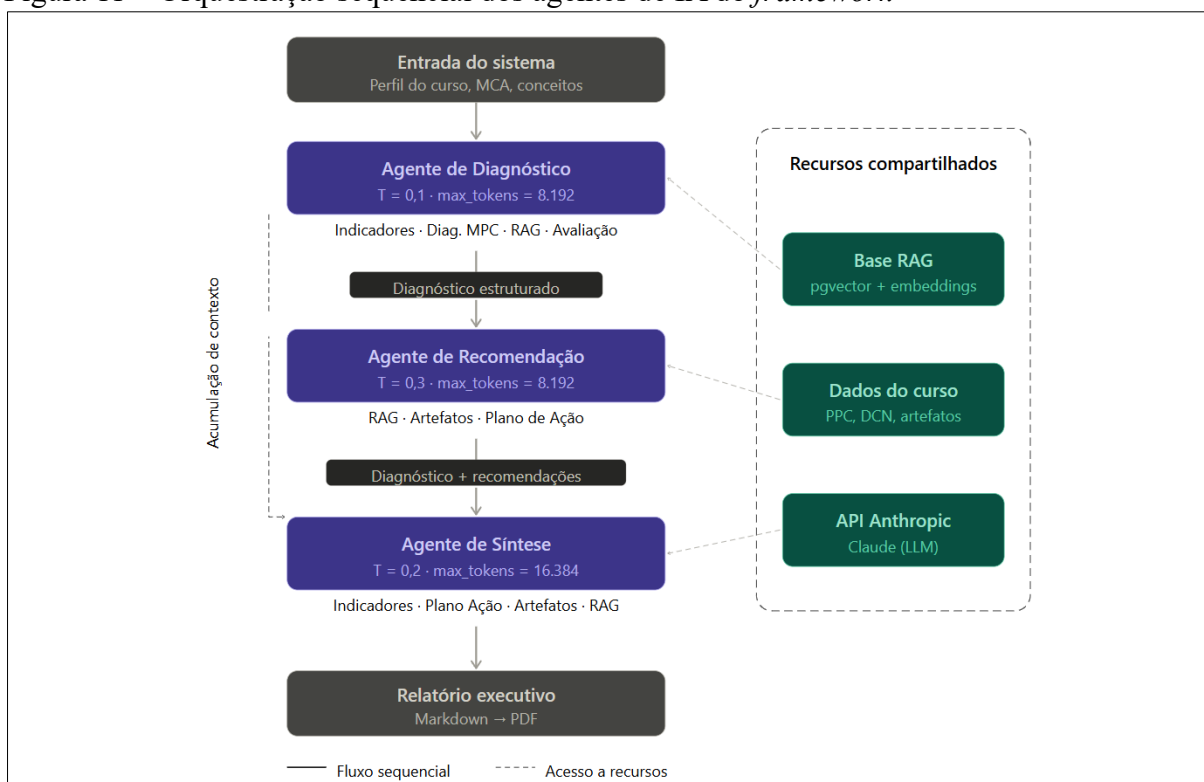 Entrada do sistema
Perfil do curso, MCA, conceitos
Agente de Diagnóstico
T = 0,1 · max_tokens = 8.192
Indicadores · Diag. MPC · RAG · Avaliação
Diagnóstico estruturado
Agente de Recomendação
T = 0,3 · max_tokens = 8.192
RAG · Artefatos · Plano de Ação
Diagnóstico + recomendações
Agente de Síntese
T = 0,2 · max_tokens = 16.384
Indicadores · Plano Ação · Artefatos · RAG
Relatório executivo
Markdown → PDF
Acumulação de contexto
Recursos compartilhados
Base RAG
pgvector + embeddings
Dados do curso
PPC, DCN, artefatos
API Anthropic
Claude (LLM)
Fluxo sequencial
Acesso a recursos